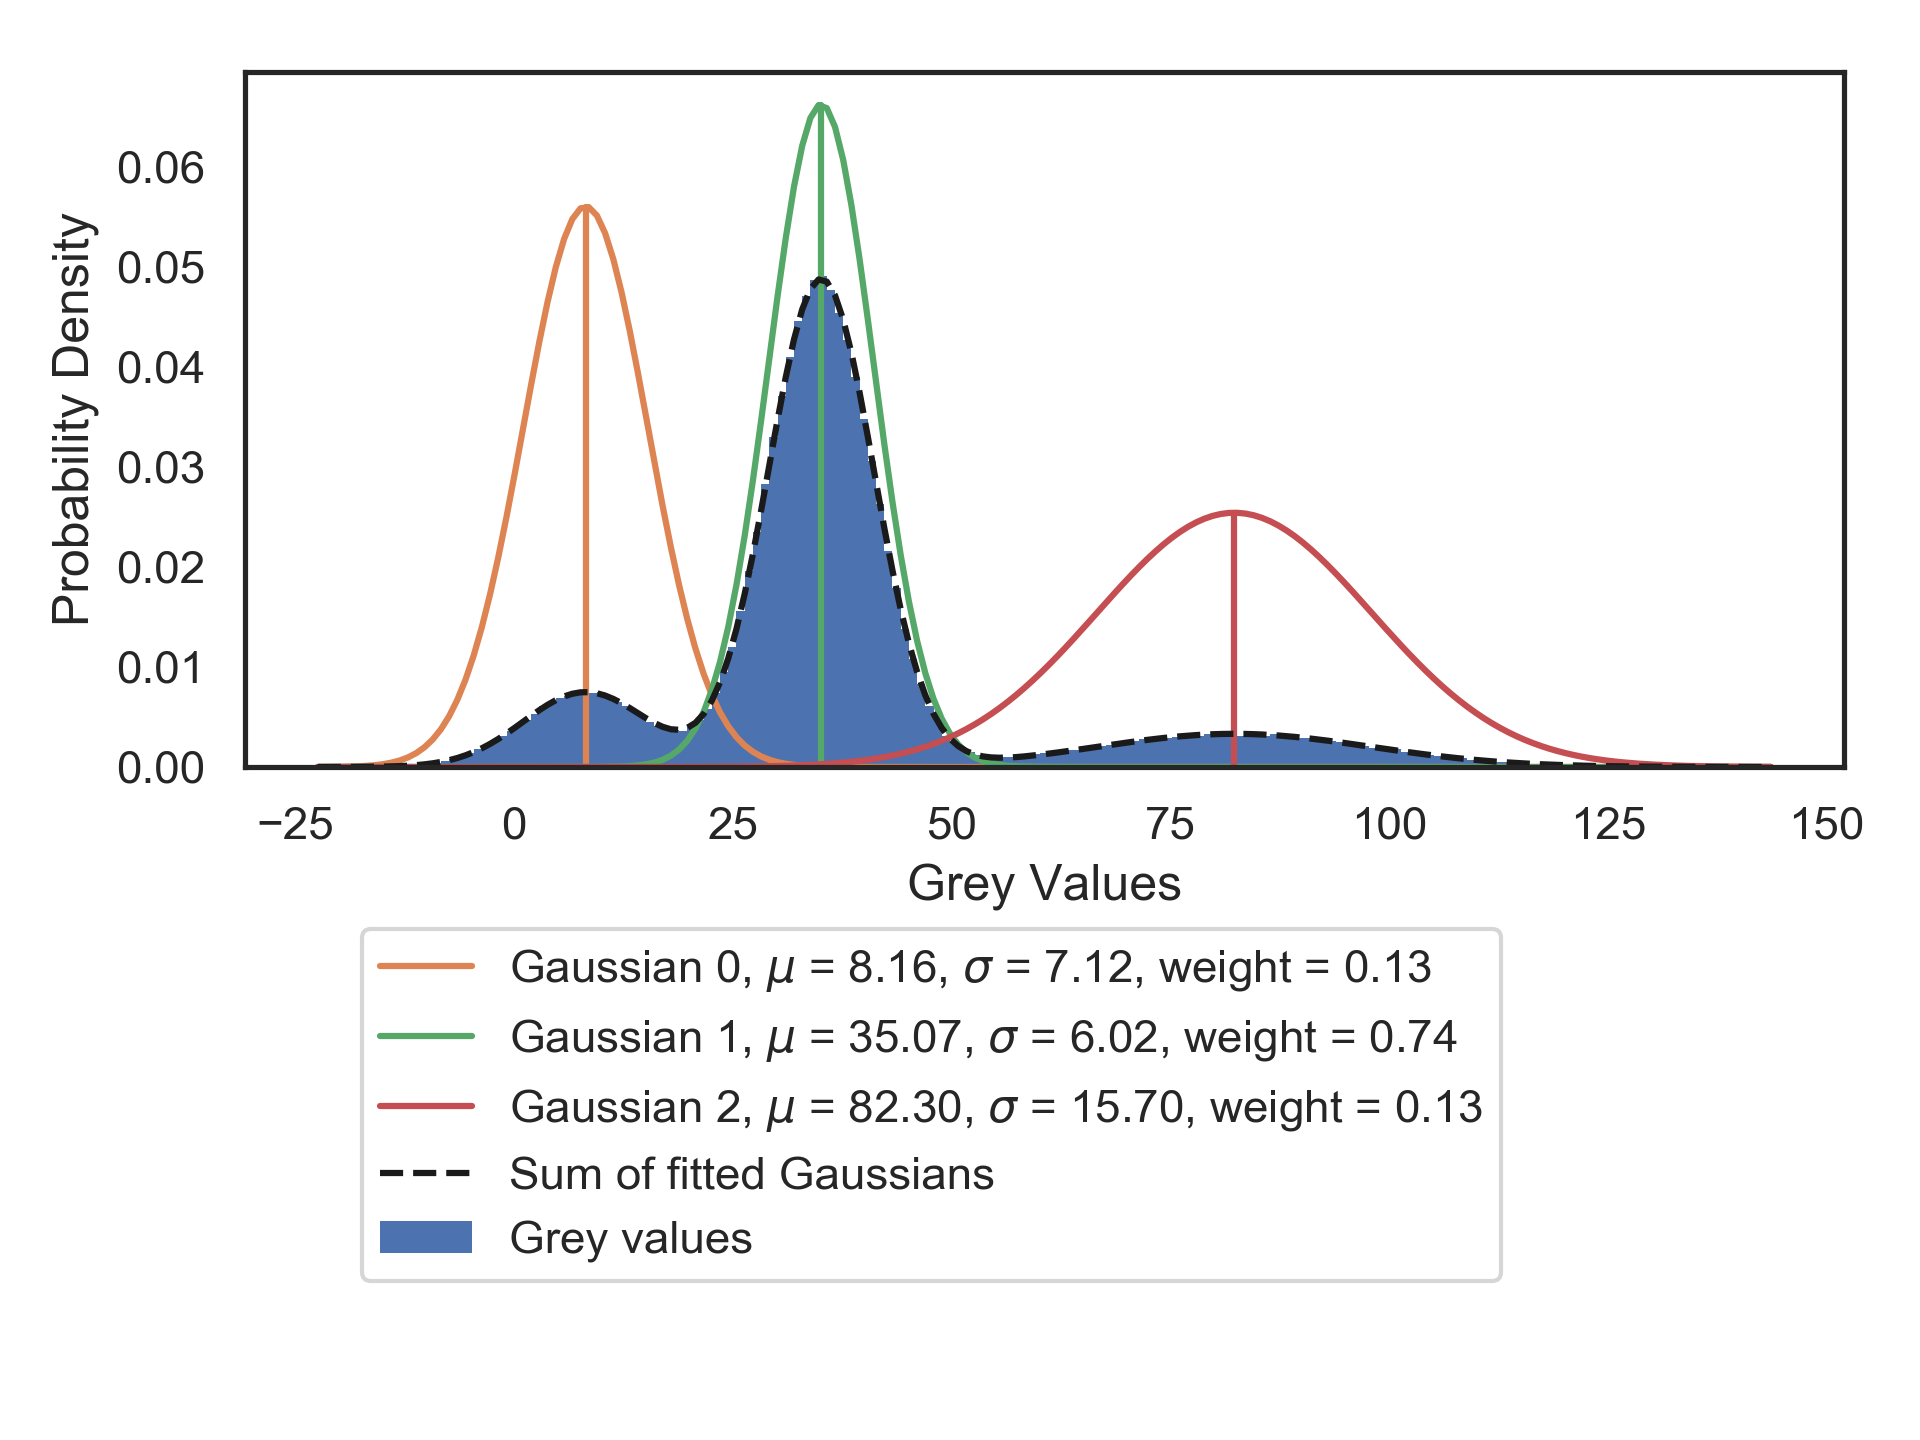 Probability Density
0.06
0.05
0.04
0.03
0.02
0.01
0.00
−25 0 25 50 75 100 125 150
Grey Values
Gaussian 0, μ = 8.16, σ = 7.12, weight = 0.13
Gaussian 1, μ = 35.07, σ = 6.02, weight = 0.74
Gaussian 2, μ = 82.30, σ = 15.70, weight = 0.13
Sum of fitted Gaussians
Grey values